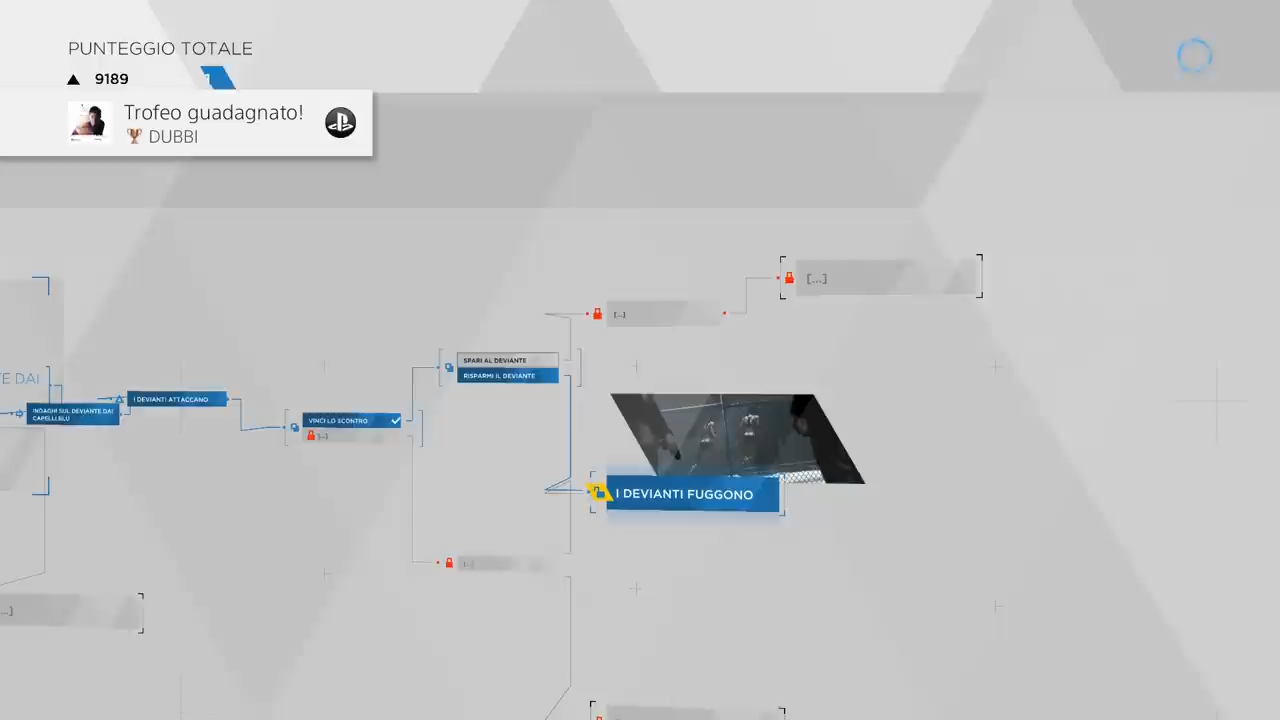 PUNTEGGIO TOTALE
9189
Trofeo guadagnato!
DUBBI
[...]
[...]
SPARI AL DEVIANTE
RISPARMI IL DEVIANTE
E DAI
I DEVIANTI ATTACCANO
INDAGHI SUL DEVIANTE DAI
CAPELLI BLU
VINCI LO SCONTRO
[...]
I DEVIANTI FUGGONO
[...]
...]